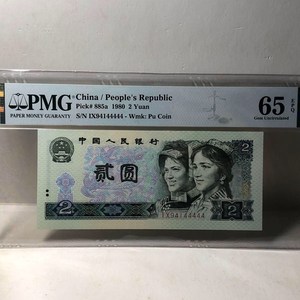 PMG
PAPER MONEY GUARANTY
China / People's Republic
Pick# 885a 1980 2 Yuan
S/N IX94144444 - Wmk: Pu Coin
65 EPQ
Gem Uncirculated
中国人民银行
2
贰圆
IX94144444
2
2